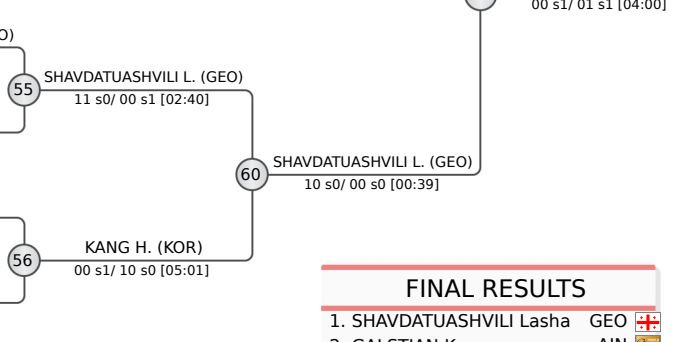 00 s1/ 01 s1 [04:00]
O)
55
SHAVDATUASHVILI L. (GEO)
11 s0/ 00 s1 [02:40]
60
SHAVDATUASHVILI L. (GEO)
10 s0/ 00 s0 [00:39]
56
KANG H. (KOR)
00 s1/ 10 s0 [05:01]
FINAL RESULTS
1. SHAVDATUASHVILI Lasha GEO